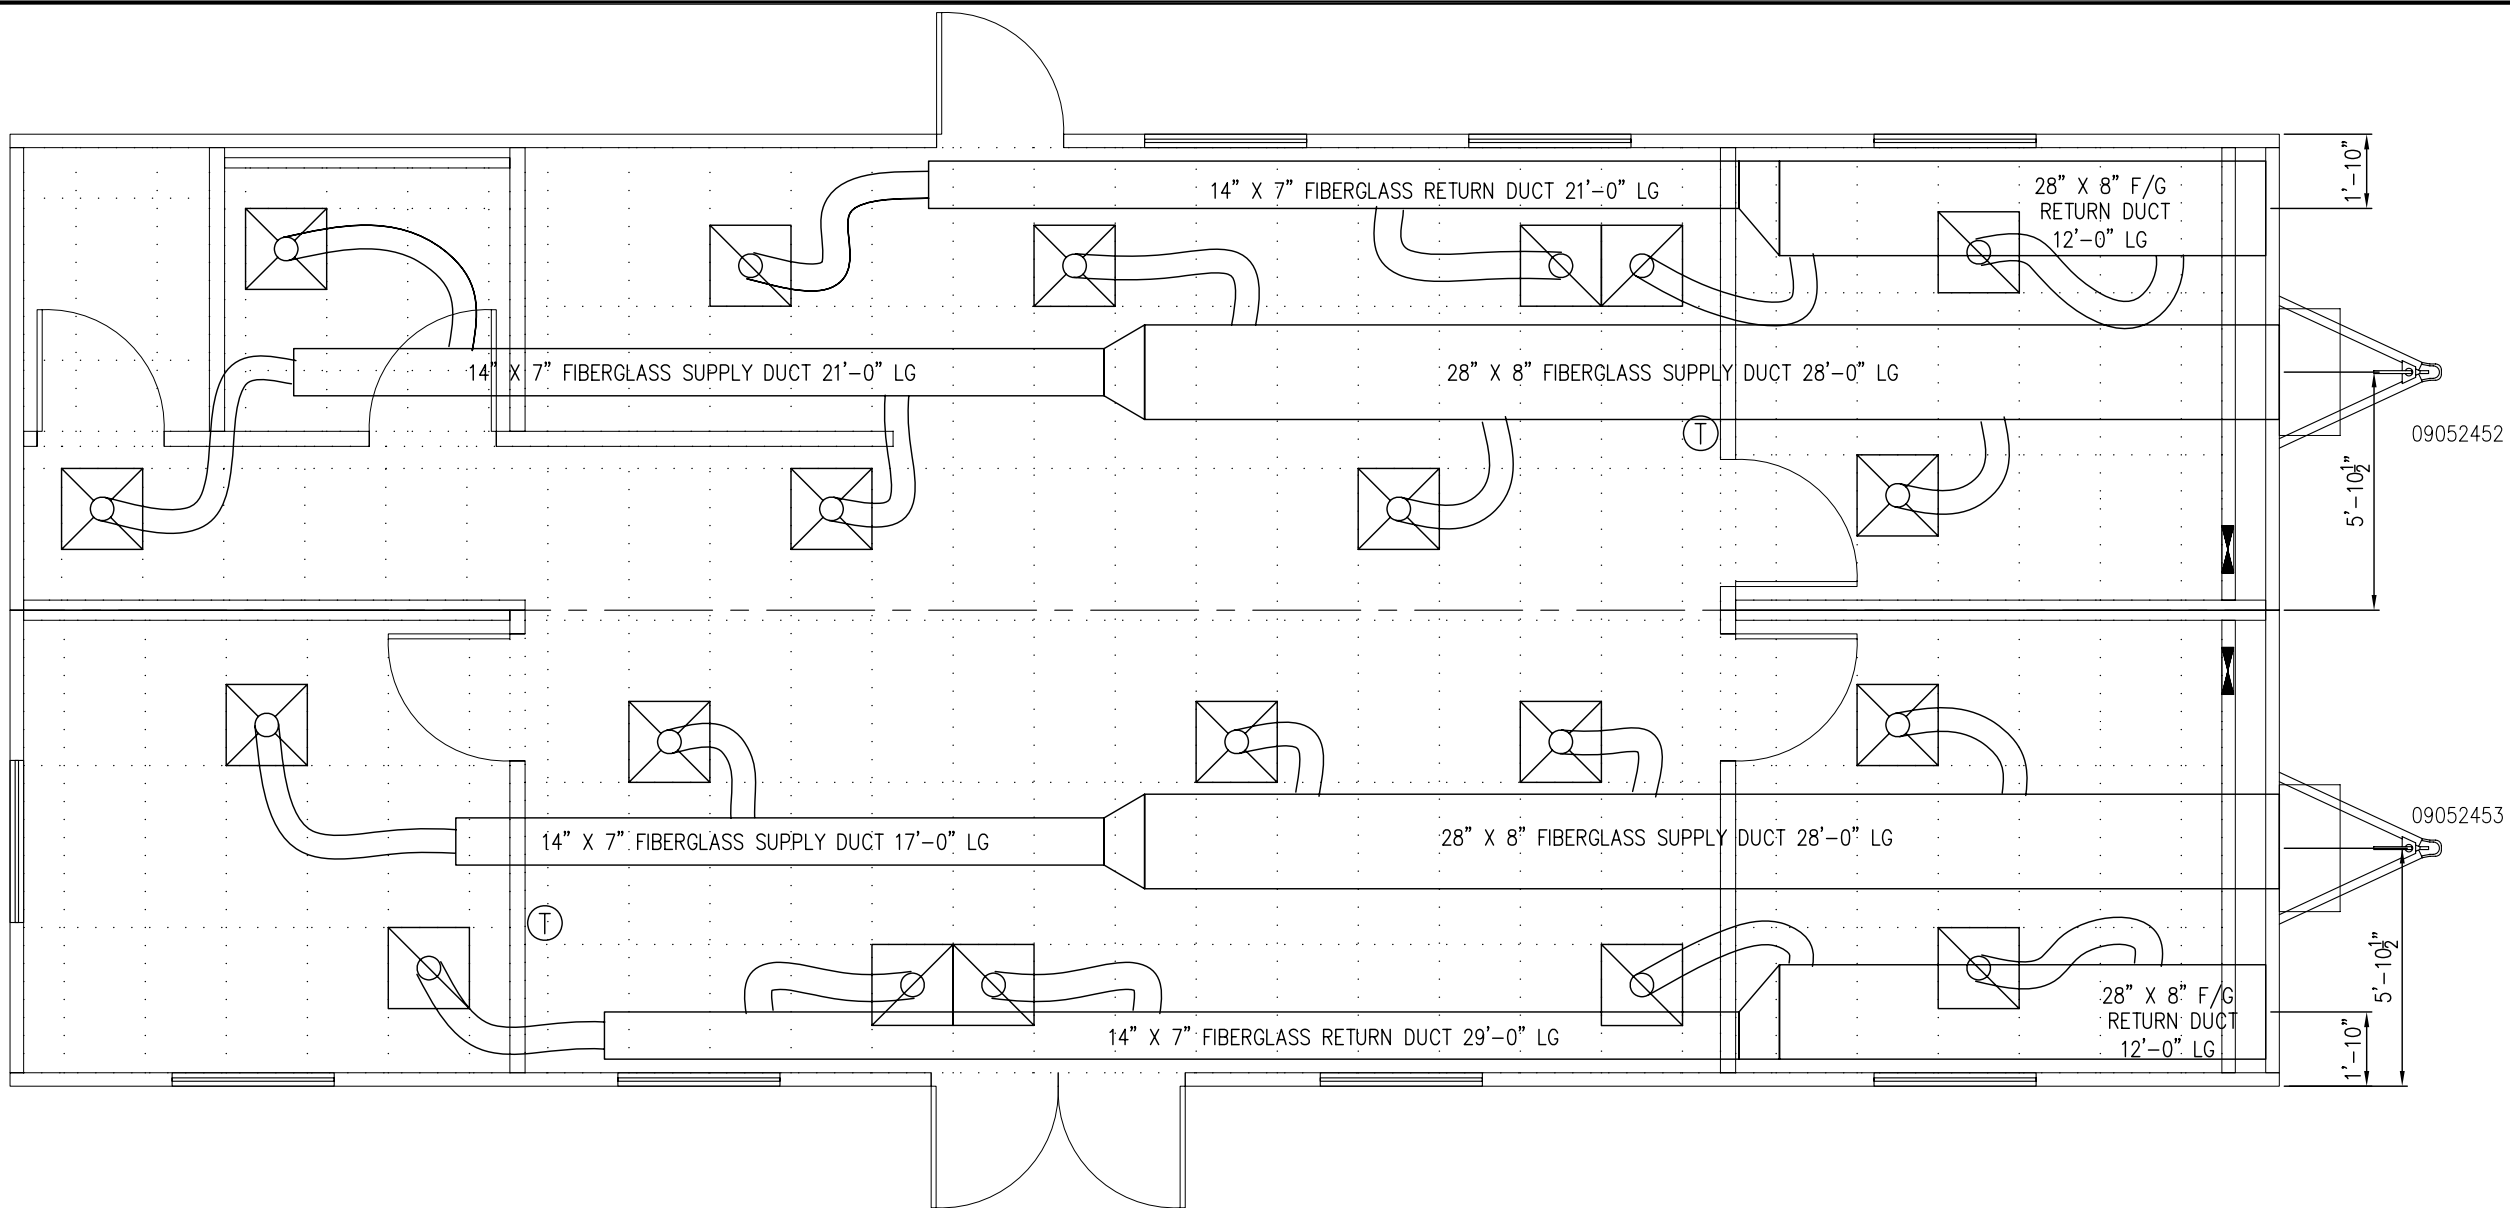 14" X 7" FIBERGLASS RETURN DUCT 21'-0" LG
28" X 8" F/G
RETURN DUCT
12'-0" LG
1'-10"
14" X 7" FIBERGLASS SUPPLY DUCT 21'-0" LG
28" X 8" FIBERGLASS SUPPLY DUCT 28'-0" LG
T
09052452
5'-10½"
14" X 7" FIBERGLASS SUPPLY DUCT 17'-0" LG
28" X 8" FIBERGLASS SUPPLY DUCT 28'-0" LG
09052453
T
5'-10½"
14" X 7" FIBERGLASS RETURN DUCT 29'-0" LG
28" X 8" F/G
RETURN DUCT
12'-0" LG
1'-10"